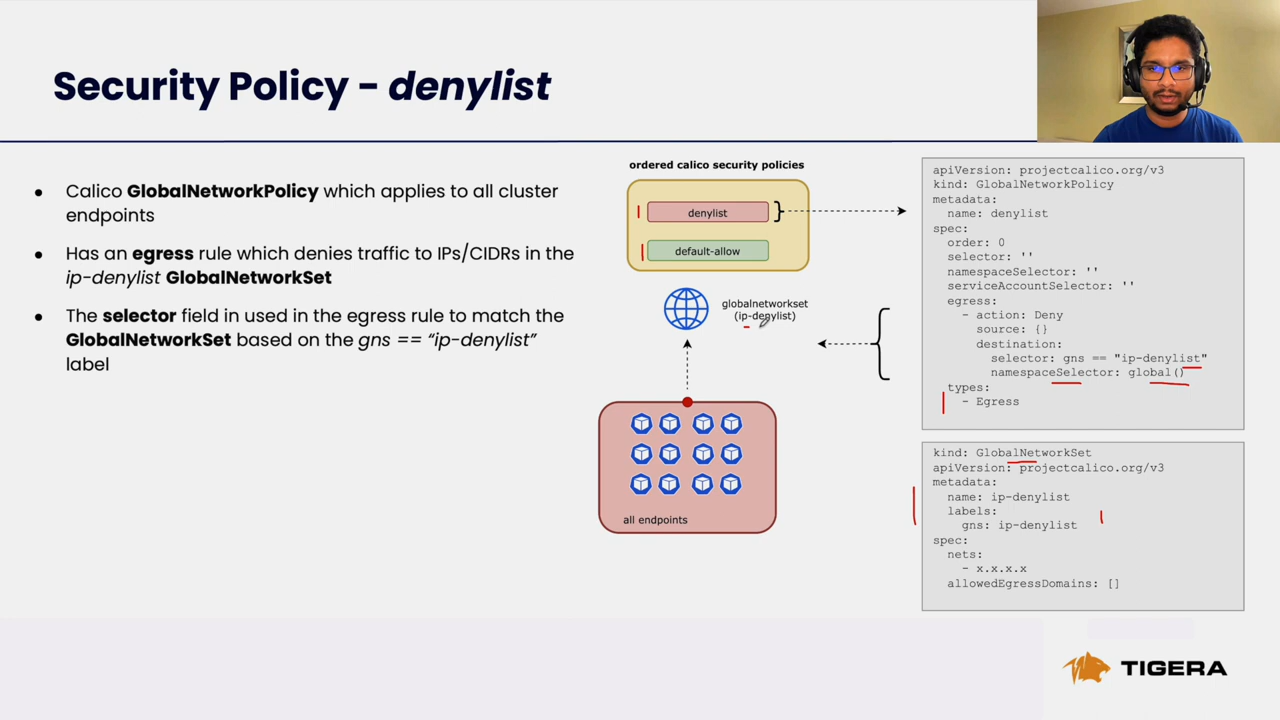 Security Policy - denylist
● Calico GlobalNetworkPolicy which applies to all cluster
endpoints
● Has an egress rule which denies traffic to IPs/CIDRs in the
ip-denylist GlobalNetworkSet
● The selector field in used in the egress rule to match the
GlobalNetworkSet based on the gns == “ip-denylist”
label
ordered calico security policies
denylist
default-allow
globalnetworkset
(ip-denylist)
all endpoints
apiVersion: projectcalico.org/v3
kind: GlobalNetworkPolicy
metadata:
  name: denylist
spec:
  order: 0
  selector: ''
  namespaceSelector: ''
  serviceAccountSelector: ''
  egress:
    - action: Deny
      source: {}
      destination:
        selector: gns == "ip-denylist"
        namespaceSelector: global()
  types:
    - Egress
kind: GlobalNetworkSet
apiVersion: projectcalico.org/v3
metadata:
  name: ip-denylist
  labels:
    gns: ip-denylist
spec:
  nets:
    - x.x.x.x
  allowedEgressDomains: []
TIGERA